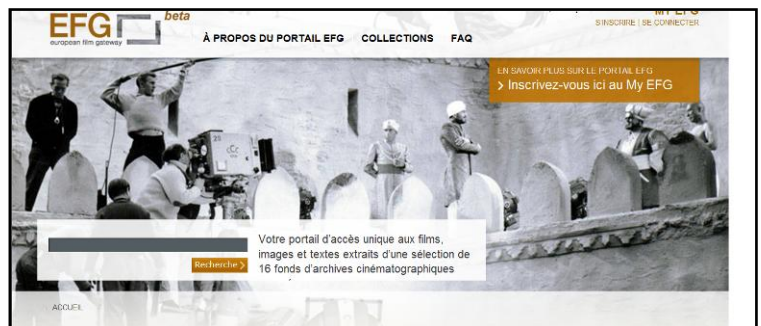 EFG beta
european film gateway
MY EFG
S'INSCRIRE | SE CONNECTER
À PROPOS DU PORTAIL EFG COLLECTIONS FAQ
EN SAVOIR PLUS SUR LE PORTAIL EFG
> Inscrivez-vous ici au My EFG
Votre portail d'accès unique aux films,
images et textes extraits d'une sélection de
Recherche >
16 fonds d'archives cinématographiques
ACCUEIL